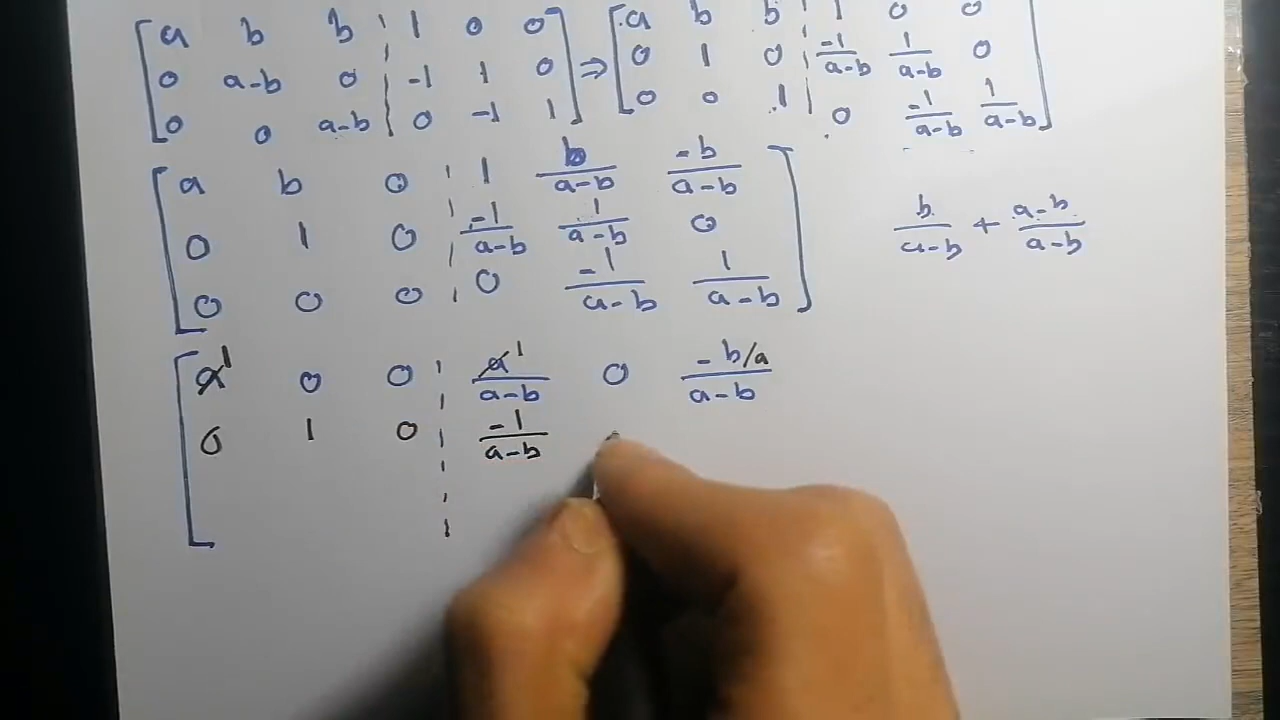 [a b b ¦ 1 0 0] ⇒ [a b b ¦ 1 0 0]
[0 a-b 0 ¦ -1 1 0] [0 1 0 ¦ -1/a-b 1/a-b 0]
[0 0 a-b ¦ 0 -1 1] [0 0 1 ¦ 0 -1/a-b 1/a-b]
[a b 0 ¦ 1 b/a-b -b/a-b]
[0 1 0 ¦ -1/a-b 1/a-b 0] b/a-b + a-b/a-b
[0 0 0 ¦ 0 -1/a-b 1/a-b]
[a 1 0 0 ¦ a 1/a-b 0 -b/a/a-b
0 1 0 ¦ -1/a-b